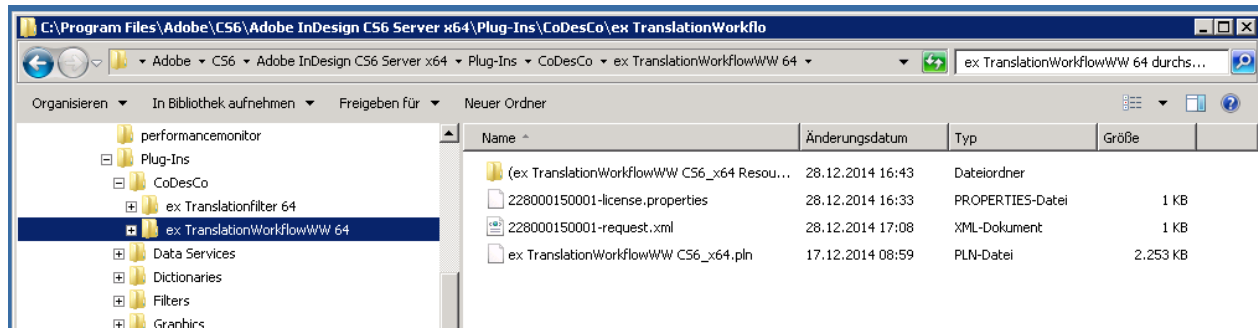 C:\Program Files\Adobe\CS6\Adobe InDesign CS6 Server x64\Plug-Ins\CoDesCo\ex TranslationWorkflo
Adobe CS6 Adobe InDesign CS6 Server x64 Plug-Ins CoDesCo ex TranslationWorkflowWW 64 ex TranslationWorkflowWW 64 durchs...
Organisieren In Bibliothek aufnehmen Freigeben für Neuer Ordner
performancemonitor
Plug-Ins
CoDesCo
ex Translationfilter 64
ex TranslationWorkflowWW 64
Data Services
Dictionaries
Filters
Graphics
Name Änderungsdatum Typ Größe
(ex TranslationWorkflowWW CS6_x64 Resou... 28.12.2014 16:43 Dateiordner
228000150001-license.properties 28.12.2014 16:33 PROPERTIES-Datei 1 KB
228000150001-request.xml 28.12.2014 17:08 XML-Dokument 1 KB
ex TranslationWorkflowWW CS6_x64.pln 17.12.2014 08:59 PLN-Datei 2.253 KB